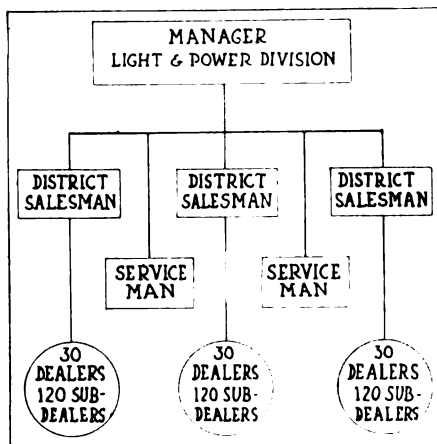 MANAGER
LIGHT & POWER DIVISION
DISTRICT
SALESMAN
DISTRICT
SALESMAN
DISTRICT
SALESMAN
SERVICE
MAN
SERVICE
MAN
30
DEALERS
120 SUB-
DEALERS
30
DEALERS
120 SUB-
DEALERS
30
DEALERS
120 SUB-
DEALERS